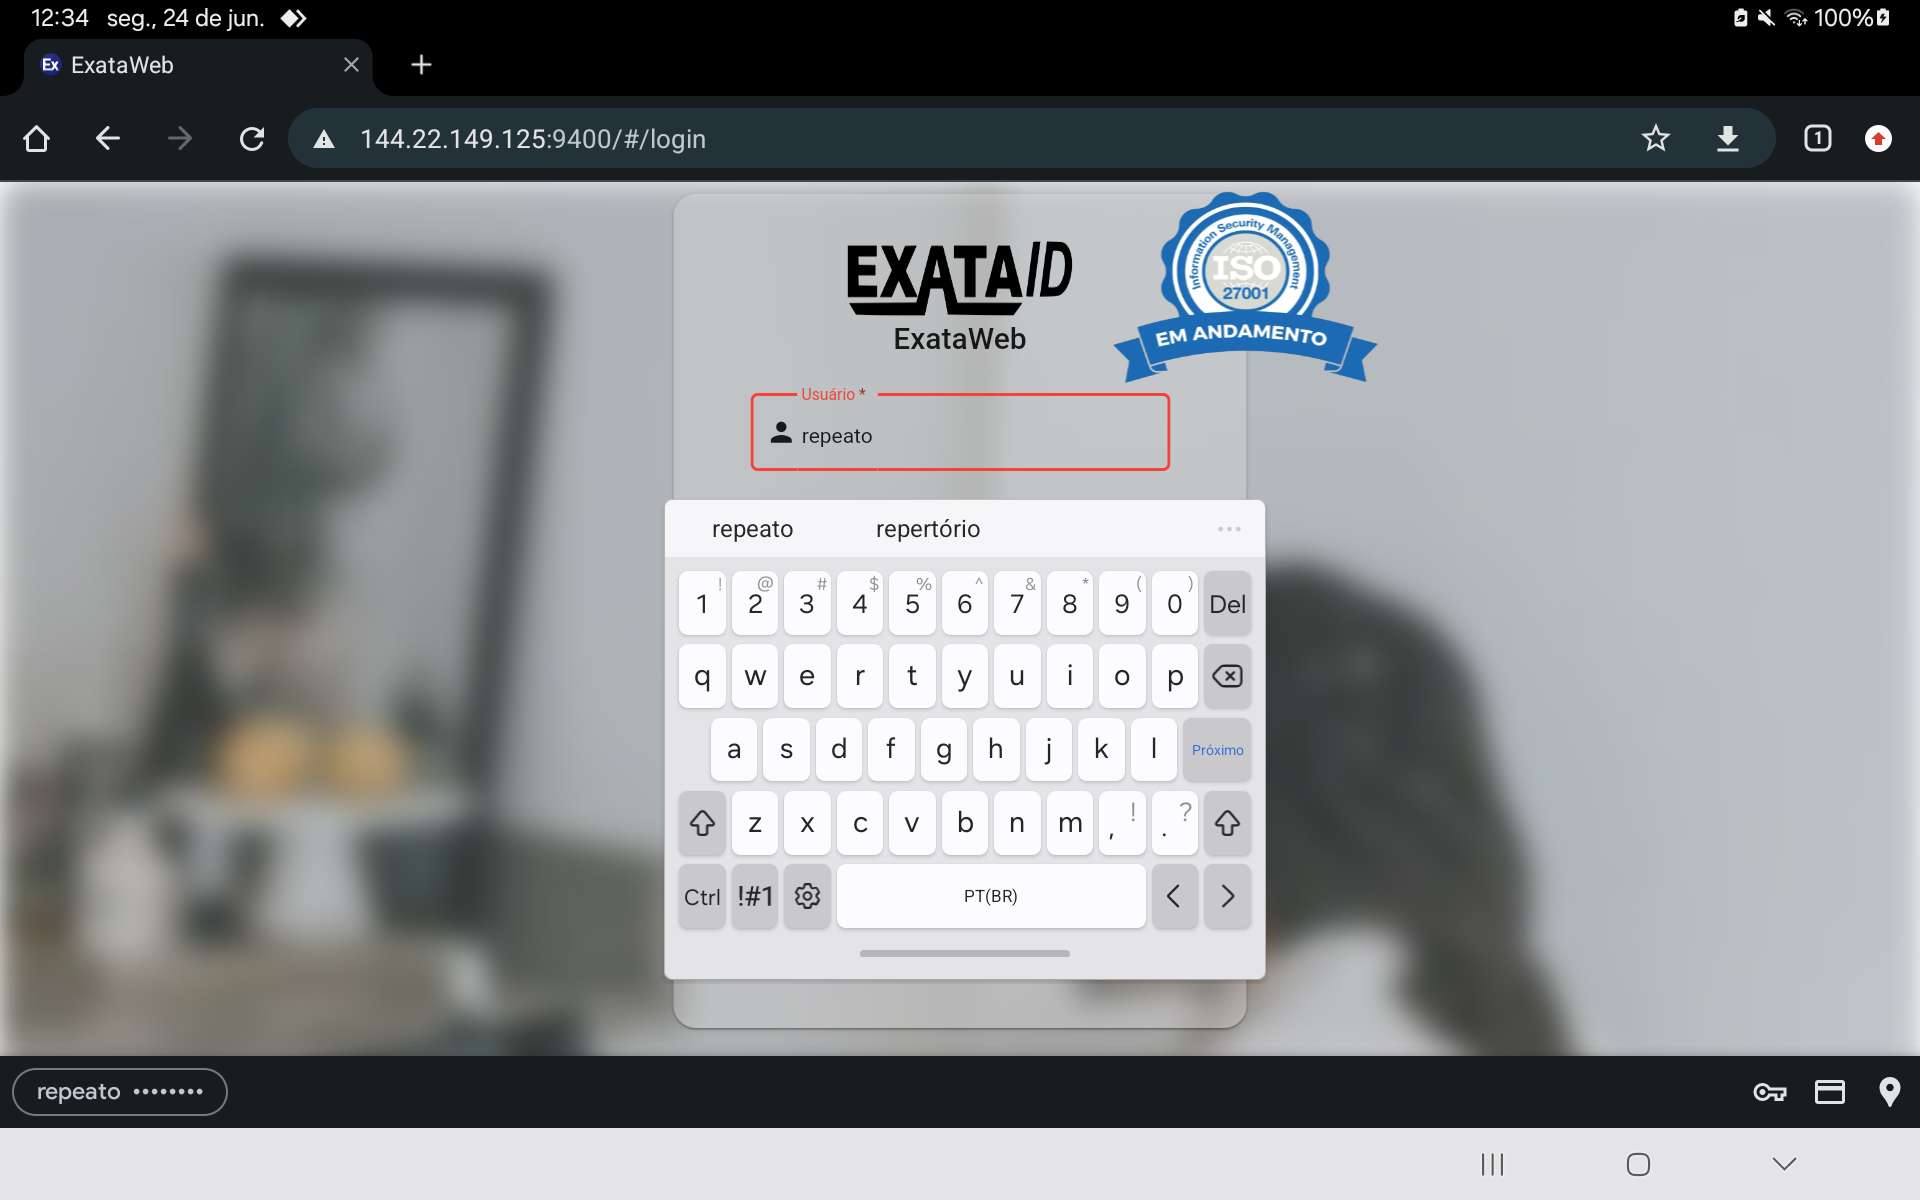 12:34 seg., 24 de jun. 100%
Ex ExataWeb
144.22.149.125:9400/#/login 1
EXATAID
ExataWeb
Information Security Management
ISO
27001
EM ANDAMENTO
Usuário *
repeato
repeato repertório ...
! @ # $ % ^ & * ( )
1 2 3 4 5 6 7 8 9 0 Del
q w e r t y u i o p
a s d f g h j k l Próximo
z x c v b n m , ! . ?
Ctrl !#1 PT(BR) < >
repeato ••••••••